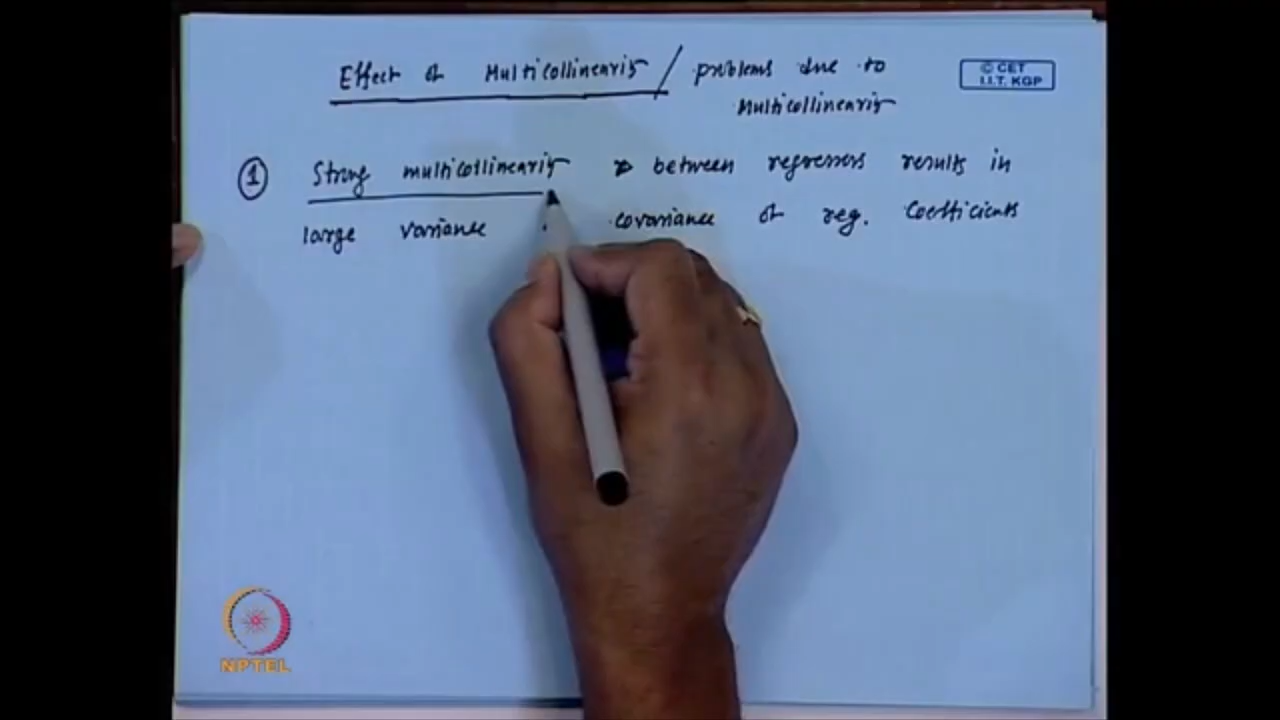 Effect of Multicollinearity / problems due to
Multicollinearity
© CET
I.I.T. KGP
① Strong multicollinearity between regressors results in
large variance covariance of reg. coefficients
NPTEL